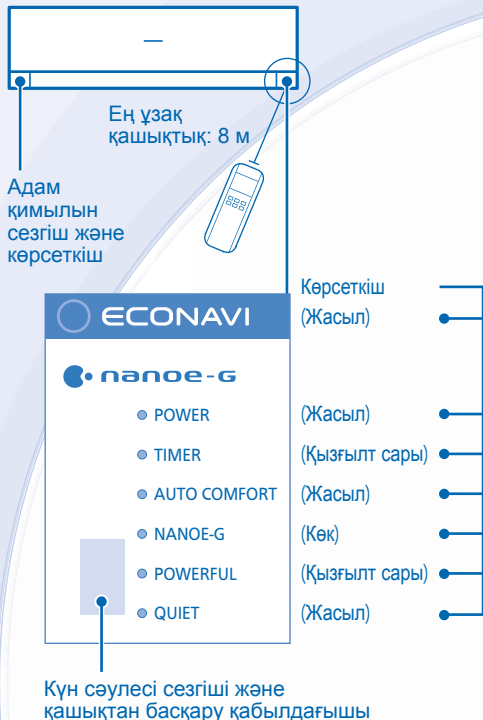 Ең ұзақ
қашықтық: 8 м
Адам
қимылын
сезгіш және
көрсеткіш
Көрсеткіш
ECONAVI (Жасыл)
nanoe-G
POWER (Жасыл)
TIMER (Қызғылт сары)
AUTO COMFORT (Жасыл)
NANOE-G (Көк)
POWERFUL (Қызғылт сары)
QUIET (Жасыл)
Күн сәулесі сезгіші және
қашықтан басқару қабылдағышы